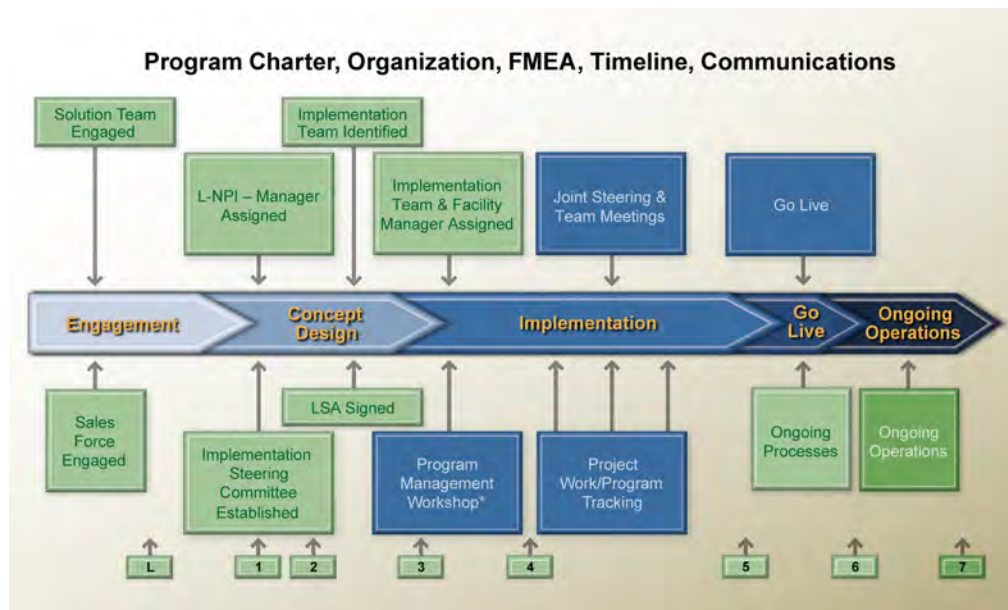 Program Charter, Organization, FMEA, Timeline, Communications
Solution Team
Engaged
Implementation
Team Identified
L-NPI – Manager
Assigned
Implementation
Team & Facility
Manager Assigned
Joint Steering &
Team Meetings
Go Live
Engagement
Concept
Design
Implementation
Go
Live
Ongoing
Operations
Sales
Force
Engaged
LSA Signed
Implementation
Steering
Committee
Established
Program
Management
Workshop*
Project
Work/Program
Tracking
Ongoing
Processes
Ongoing
Operations
L
1
2
3
4
5
6
7